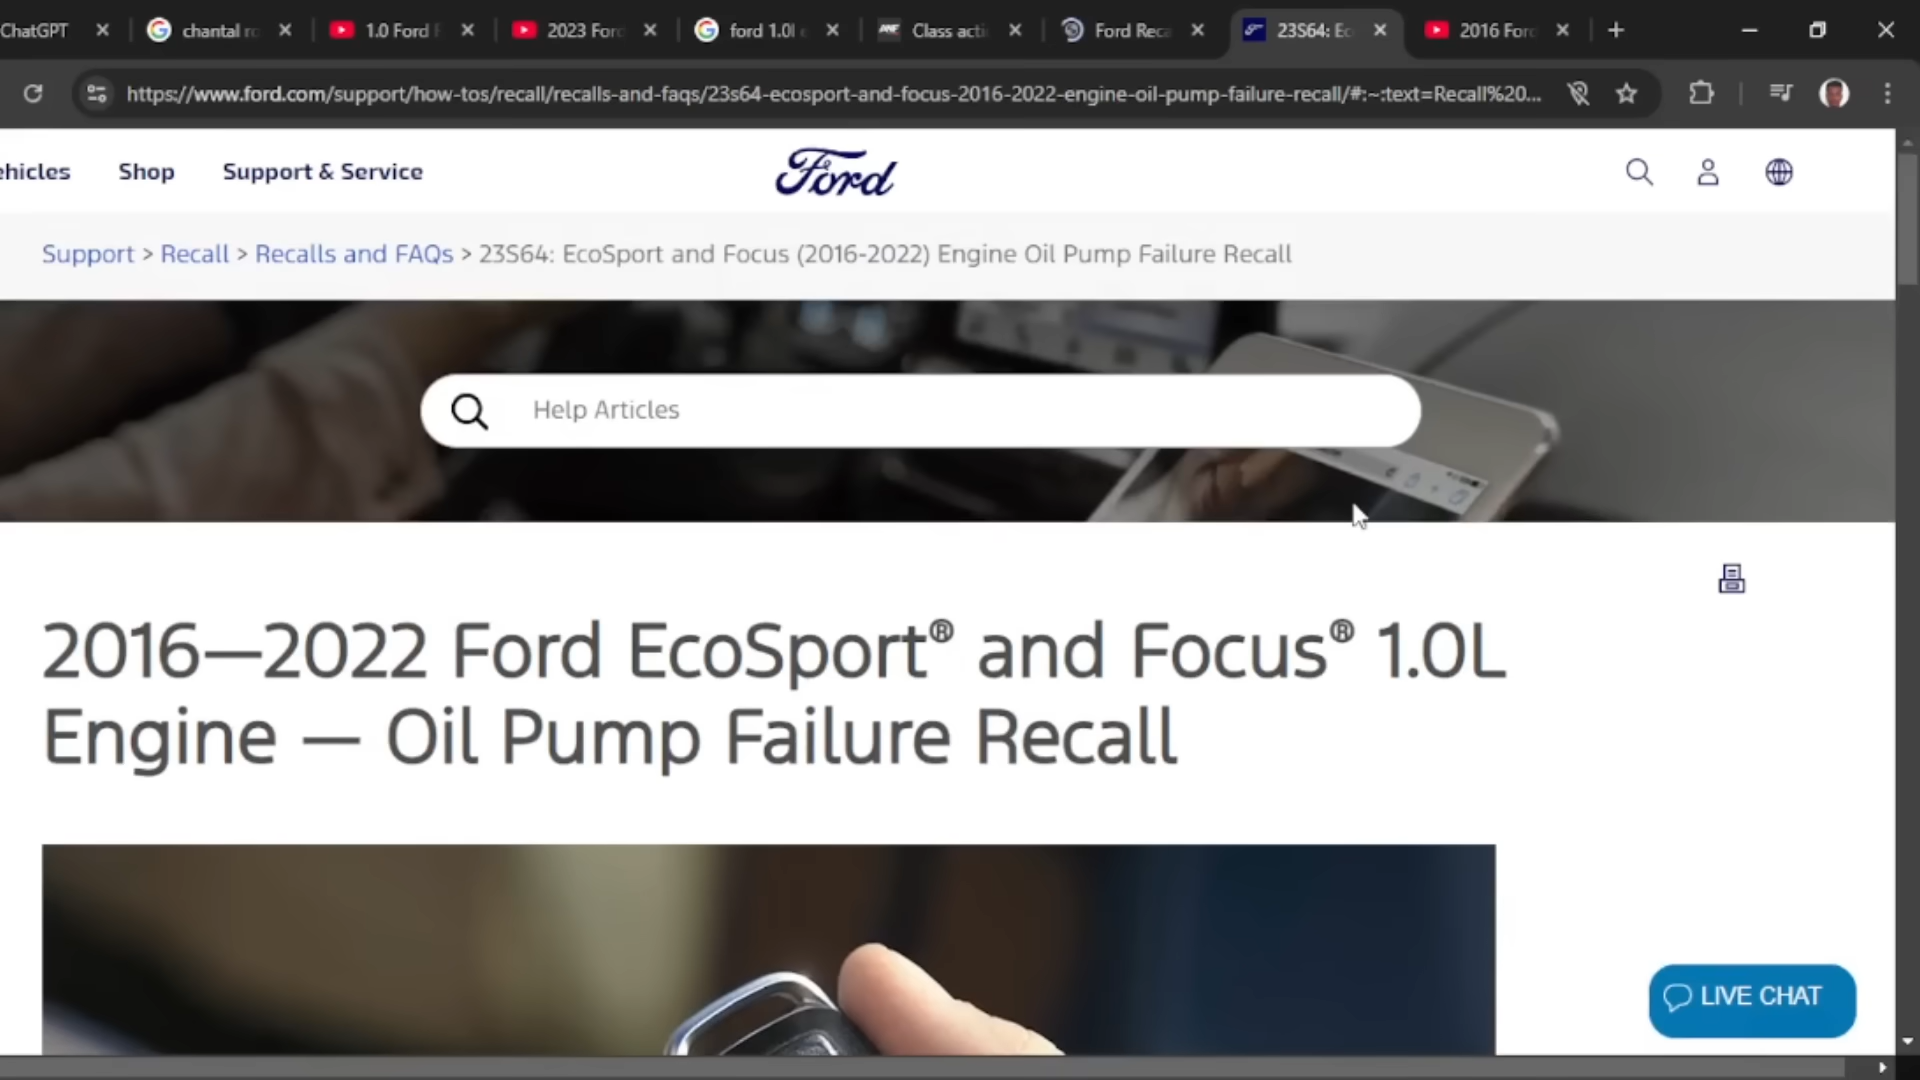 ChatGPT
chantal ro
1.0 Ford F
2023 Ford
ford 1.0l e
Class acti
Ford Reca
23S64: Ec
2016 Ford
https://www.ford.com/support/how-tos/recall/recalls-and-faqs/23s64-ecosport-and-focus-2016-2022-engine-oil-pump-failure-recall/#:~:text=Recall%20...
ehicles Shop Support & Service
Ford
Support > Recall > Recalls and FAQs > 23S64: EcoSport and Focus (2016-2022) Engine Oil Pump Failure Recall
Help Articles
2016—2022 Ford EcoSport® and Focus® 1.0L
Engine — Oil Pump Failure Recall
LIVE CHAT